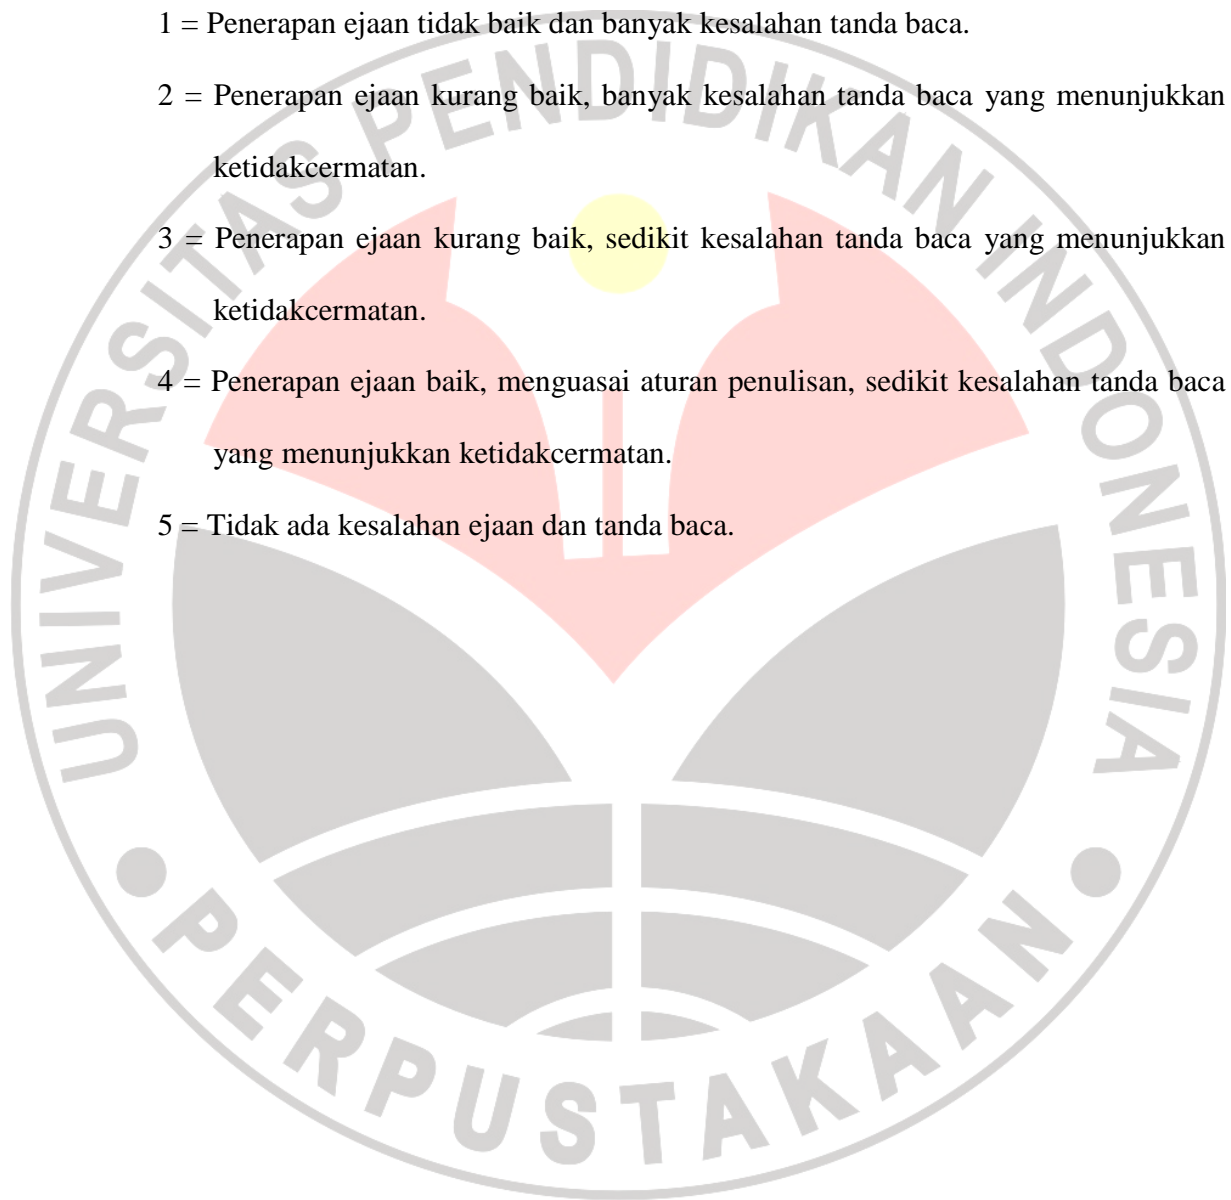 1 = Penerapan ejaan tidak baik dan banyak kesalahan tanda baca.
2 = Penerapan ejaan kurang baik, banyak kesalahan tanda baca yang menunjukkan
ketidakcermatan.
3 = Penerapan ejaan kurang baik, sedikit kesalahan tanda baca yang menunjukkan
ketidakcermatan.
4 = Penerapan ejaan baik, menguasai aturan penulisan, sedikit kesalahan tanda baca
yang menunjukkan ketidakcermatan.
5 = Tidak ada kesalahan ejaan dan tanda baca.
UNIVERSITAS PENDIDIKAN INDONESIA
PERPUSTAKAAN